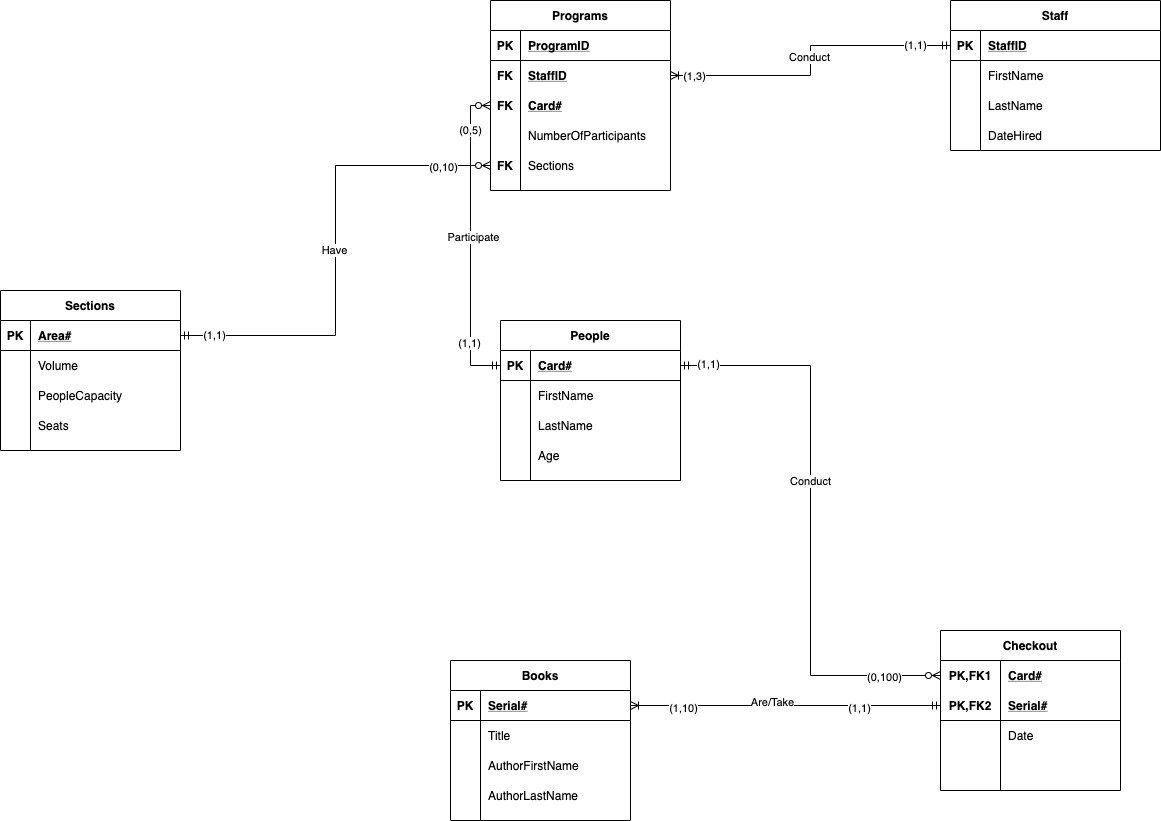 Programs
PK ProgramID
FK StaffID
FK Card#
NumberOfParticipants
FK Sections
Staff
PK StaffID
FirstName
LastName
DateHired
(1,1)
Conduct
(1,3)
(0,5)
(0,10)
Participate
Have
(1,1)
(1,1)
Sections
PK Area#
Volume
PeopleCapacity
Seats
People
PK Card#
FirstName
LastName
Age
(1,1)
Conduct
(0,100)
Books
PK Serial#
Title
AuthorFirstName
AuthorLastName
(1,10)
Are/Take
(1,1)
Checkout
PK,FK1 Card#
PK,FK2 Serial#
Date